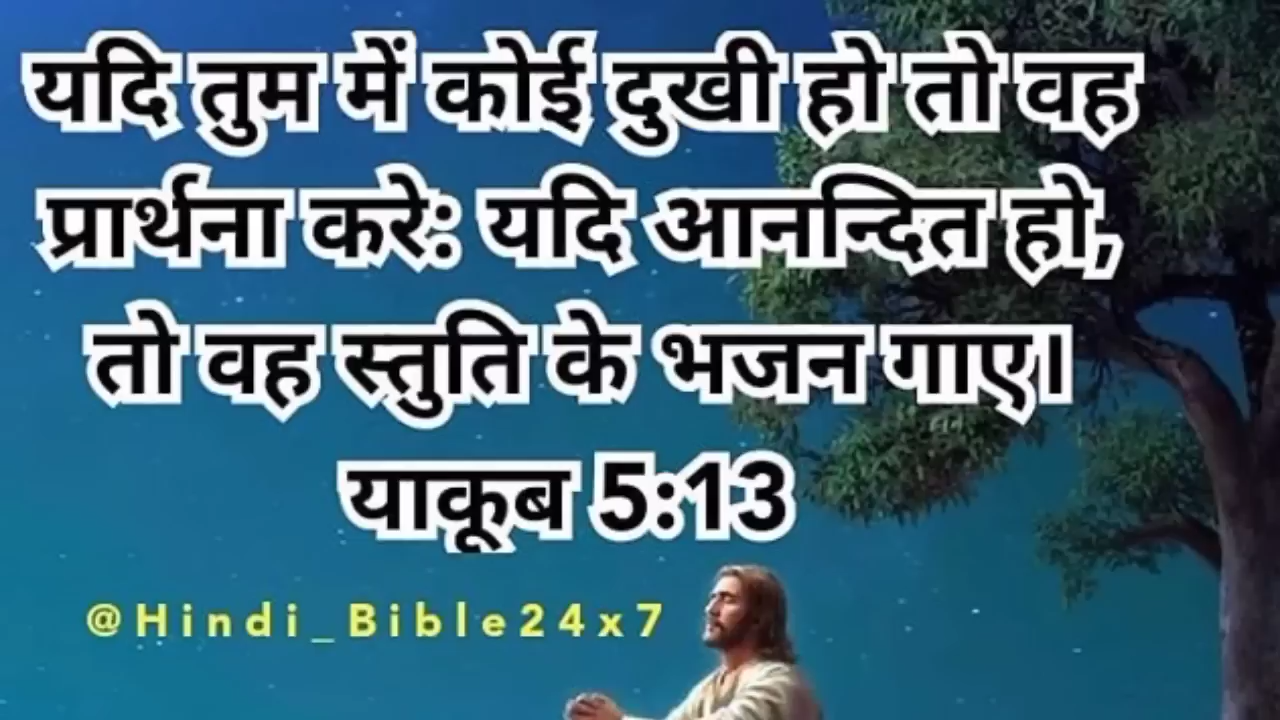 यदि तुम में कोई दुखी हो तो वह
प्रार्थना करे: यदि आनन्दित हो,
तो वह स्तुति के भजन गाए।
याकूब 5:13
@Hindi_Bible24x7